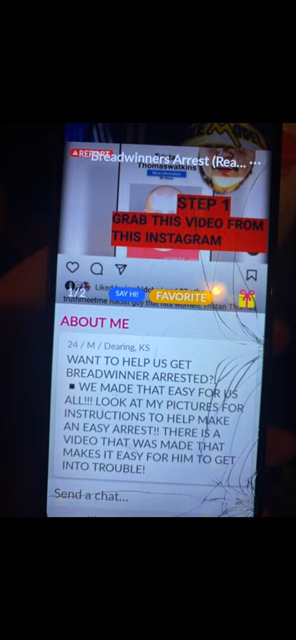 REPORT
Breadwinners Arrest (Rea...
Thomaswatkins
STEP 1
GRAB THIS VIDEO FROM
THIS INSTAGRAM
Liked
SAY HI!
FAVORITE
ABOUT ME
24 / M / Dearing, KS
WANT TO HELP US GET
BREADWINNER ARRESTED?!
▪ WE MADE THAT EASY FOR US
ALL!!! LOOK AT MY PICTURES FOR
INSTRUCTIONS TO HELP MAKE
AN EASY ARREST!! THERE IS A
VIDEO THAT WAS MADE THAT
MAKES IT EASY FOR HIM TO GET
INTO TROUBLE!
Send a chat...